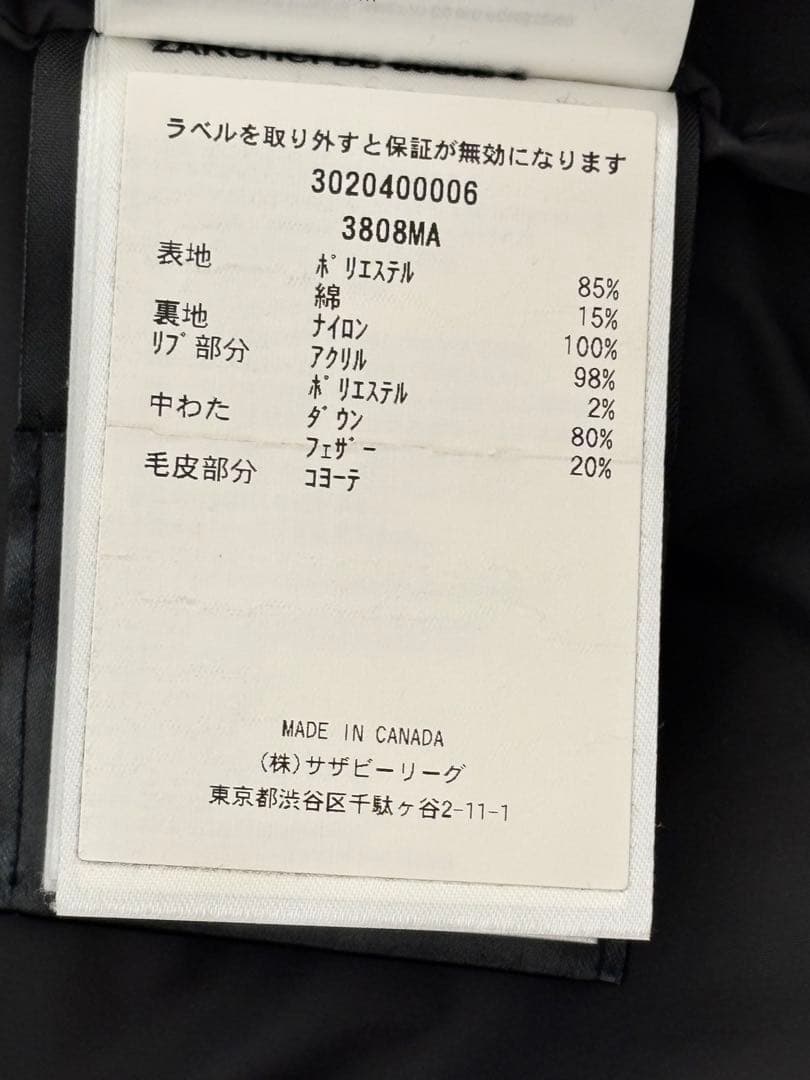 ラベルを取り外すと保証が無効になります
3020400006
3808MA
表地 ﾎﾟﾘｴｽﾃﾙ 85%
綿 15%
裏地 ﾅｲﾛﾝ 100%
ﾘﾌﾞ部分 ｱｸﾘﾙ 98%
ﾎﾟﾘｴｽﾃﾙ 2%
中わた ﾀﾞｳﾝ 80%
ﾌｪｻﾞｰ 20%
毛皮部分 ｺﾖｰﾃ
MADE IN CANADA
(株)サザビーリーグ
東京都渋谷区千駄ヶ谷2-11-1